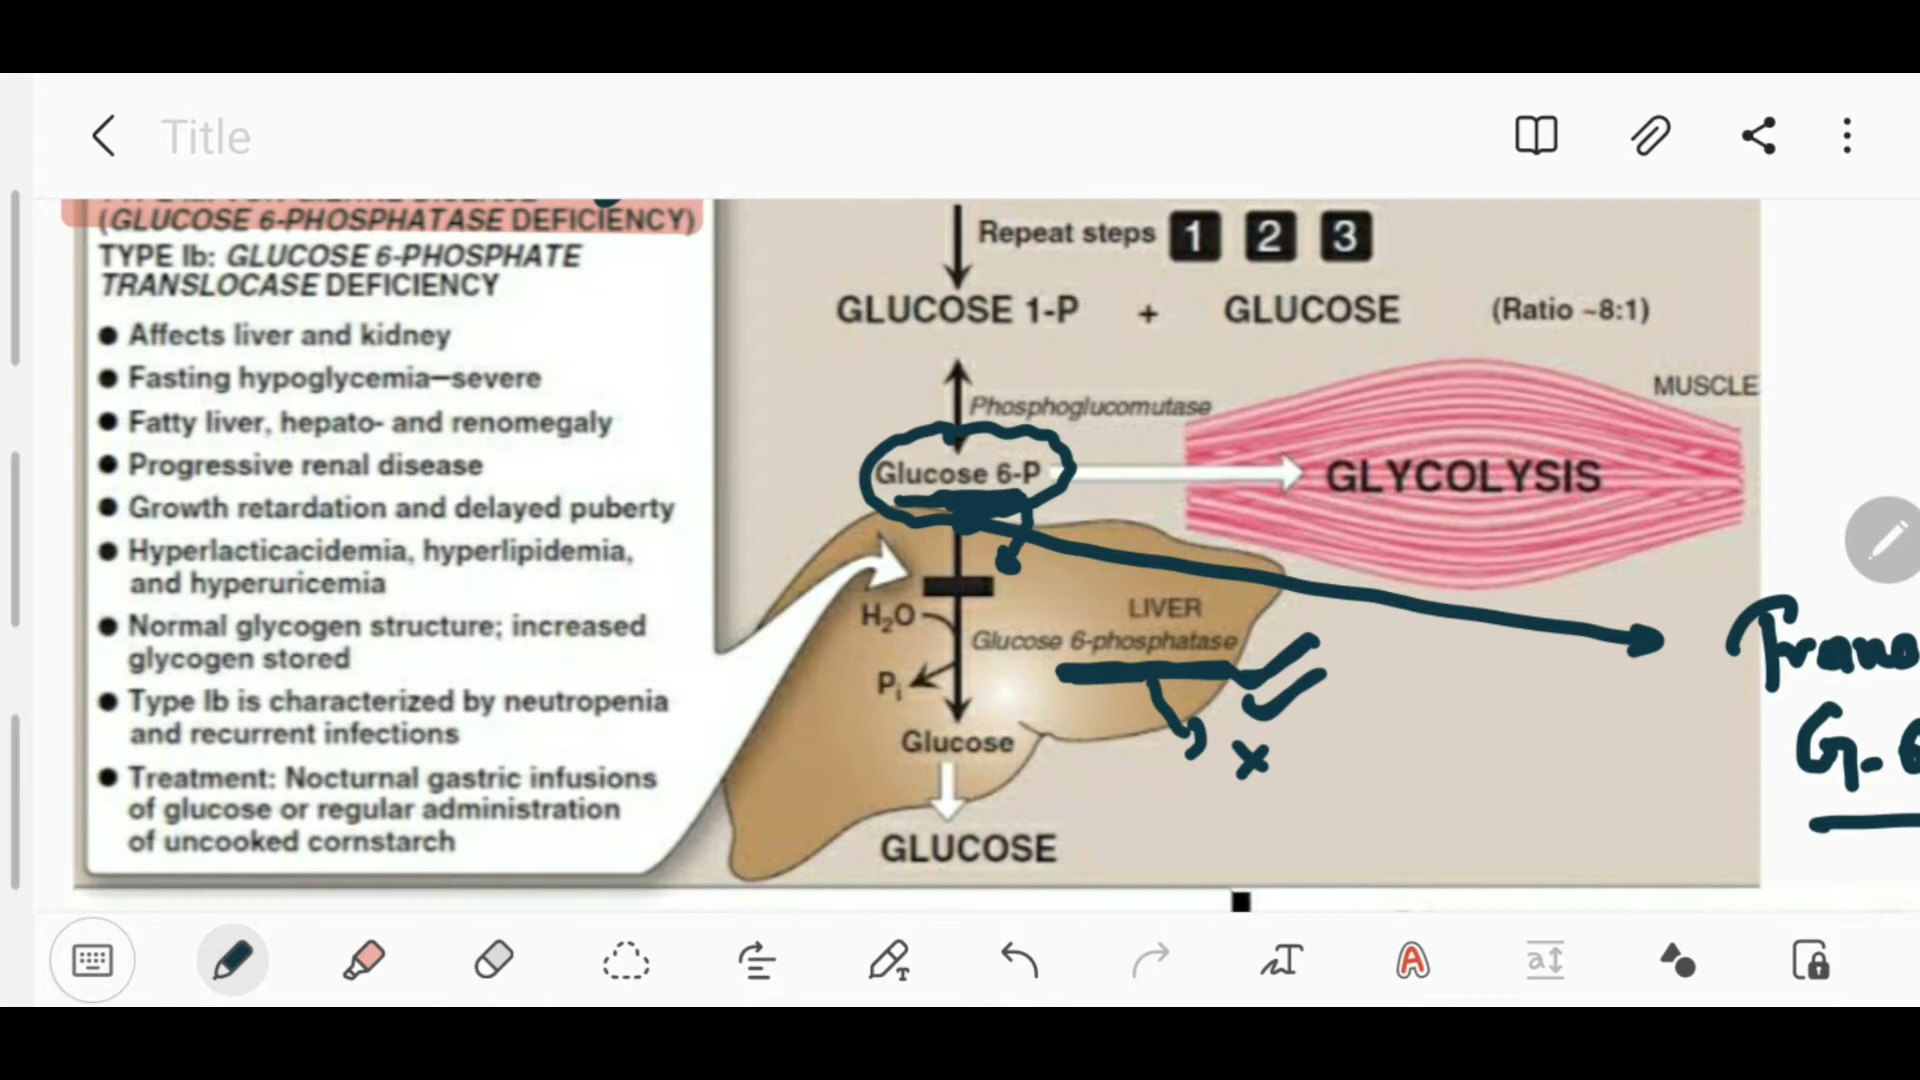 Title
(GLUCOSE 6-PHOSPHATASE DEFICIENCY)
TYPE Ib: GLUCOSE 6-PHOSPHATE
TRANSLOCASE DEFICIENCY
● Affects liver and kidney
● Fasting hypoglycemia—severe
● Fatty liver, hepato- and renomegaly
● Progressive renal disease
● Growth retardation and delayed puberty
● Hyperlacticacidemia, hyperlipidemia,
and hyperuricemia
● Normal glycogen structure; increased
glycogen stored
● Type Ib is characterized by neutropenia
and recurrent infections
● Treatment: Nocturnal gastric infusions
of glucose or regular administration
of uncooked cornstarch
Repeat steps 1 2 3
GLUCOSE 1-P + GLUCOSE (Ratio ~8:1)
MUSCLE
Phosphoglucomutase
Glucose 6-P
GLYCOLYSIS
LIVER
H₂O
Glucose 6-phosphatase
Pi
Glucose
GLUCOSE
Trans
G.